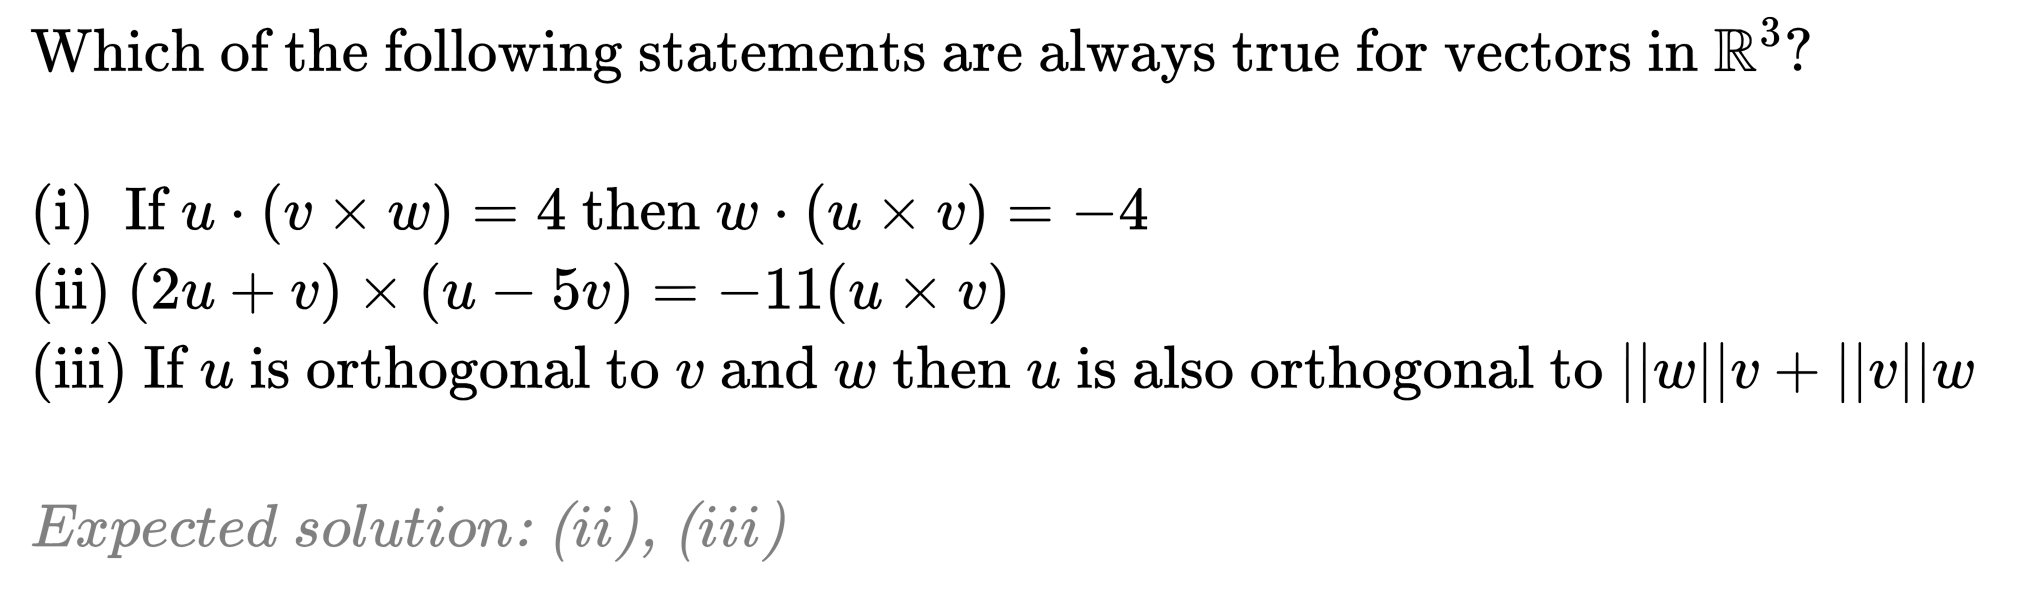 Which of the following statements are always true for vectors in ℝ³?
(i) If u · (v × w) = 4 then w · (u × v) = −4
(ii) (2u + v) × (u − 5v) = −11(u × v)
(iii) If u is orthogonal to v and w then u is also orthogonal to ||w||v + ||v||w
Expected solution: (ii), (iii)